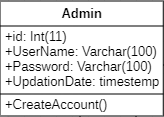 Admin
+id: Int(11)
+UserName: Varchar(100)
+Password: Varchar(100)
+UpdationDate: timestemp
+CreateAccount()